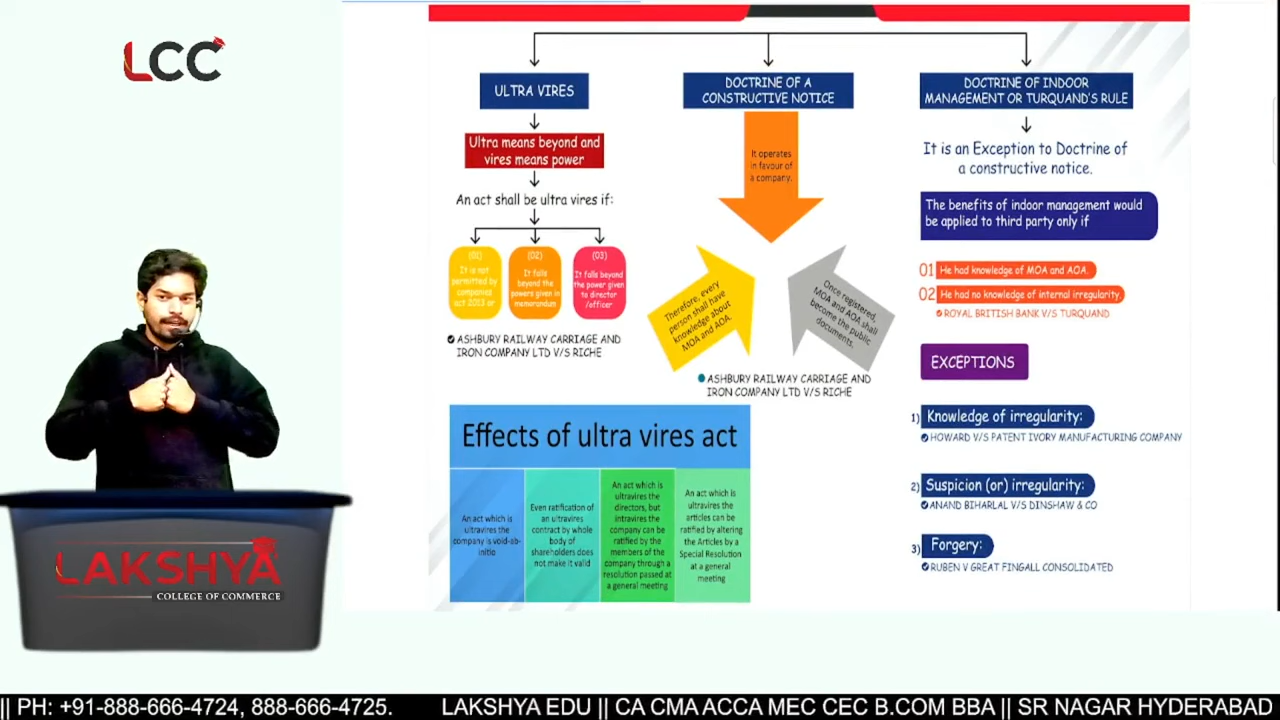 LCC
ULTRA VIRES
Ultra means beyond and
vires means power
An act shall be ultra vires if:
(01)
It is not
permitted by
companies
act 2013 or
(02)
It falls
beyond the
powers given in
memorandum
(03)
It falls beyond
the power given
to director
/officer
ASHBURY RAILWAY CARRIAGE AND
IRON COMPANY LTD V/S RICHE
DOCTRINE OF A
CONSTRUCTIVE NOTICE
It operates
in favour of
a company.
Therefore, every
person shall have
knowledge about
MOA and AOA.
Once registered,
MOA and AOA shall
become the public
documents.
ASHBURY RAILWAY CARRIAGE AND
IRON COMPANY LTD V/S RICHE
DOCTRINE OF INDOOR
MANAGEMENT OR TURQUAND'S RULE
It is an Exception to Doctrine of
a constructive notice.
The benefits of indoor management would
be applied to third party only if
01 He had knowledge of MOA and AOA.
02 He had no knowledge of internal irregularity.
ROYAL BRITISH BANK V/S TURQUAND
EXCEPTIONS
1) Knowledge of irregularity:
HOWARD V/S PATENT IVORY MANUFACTURING COMPANY
2) Suspicion (or) irregularity:
ANAND BIHARLAL V/S DINSHAW & CO
3) Forgery:
RUBEN V GREAT FINGALL CONSOLIDATED
Effects of ultra vires act
An act which is
ultravires the
company is void-ab-
initio
Even ratification of
an ultravires
contract by whole
body of
shareholders does
not make it valid
An act which is
ultravires the
directors, but
intravires the
company can be
ratified by the
members of the
company through a
resolution passed at
a general meeting
An act which is
ultravires the
articles can be
ratified by altering
the Articles by a
Special Resolution
at a general
meeting
LAKSHYA
COLLEGE OF COMMERCE
|| PH: +91-888-666-4724, 888-666-4725. LAKSHYA EDU || CA CMA ACCA MEC CEC B.COM BBA || SR NAGAR HYDERABAD